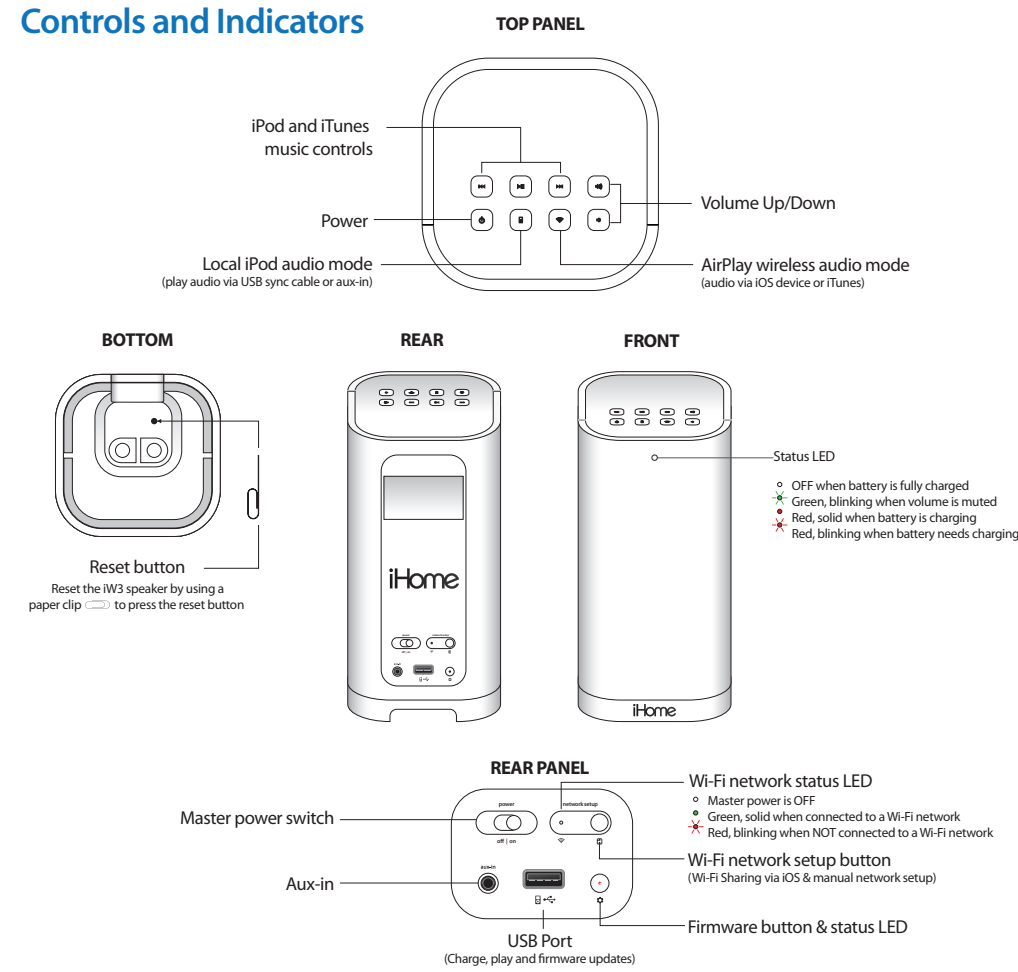 Controls and Indicators
TOP PANEL
iPod and iTunes
music controls
Power
Volume Up/Down
Local iPod audio mode
(play audio via USB sync cable or aux-in)
AirPlay wireless audio mode
(audio via iOS device or iTunes)
BOTTOM
REAR
FRONT
Status LED
OFF when battery is fully charged
Green, blinking when volume is muted
Red, solid when battery is charging
Red, blinking when battery needs charging
Reset button
Reset the iW3 speaker by using a
paper clip to press the reset button
iHome
iHome
REAR PANEL
Master power switch
power
off | on
network setup
Wi-Fi network status LED
Master power is OFF
Green, solid when connected to a Wi-Fi network
Red, blinking when NOT connected to a Wi-Fi network
Wi-Fi network setup button
(Wi-Fi Sharing via iOS & manual network setup)
Aux-in
aux-in
USB Port
(Charge, play and firmware updates)
Firmware button & status LED